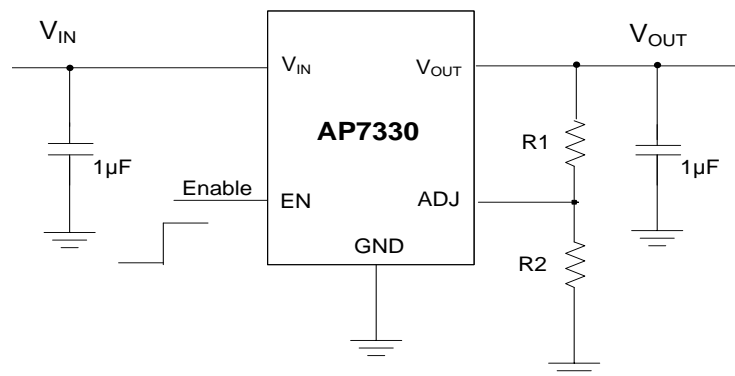 VIN
VOUT
VIN
VOUT
AP7330
R1
1µF
1µF
Enable
EN
ADJ
GND
R2